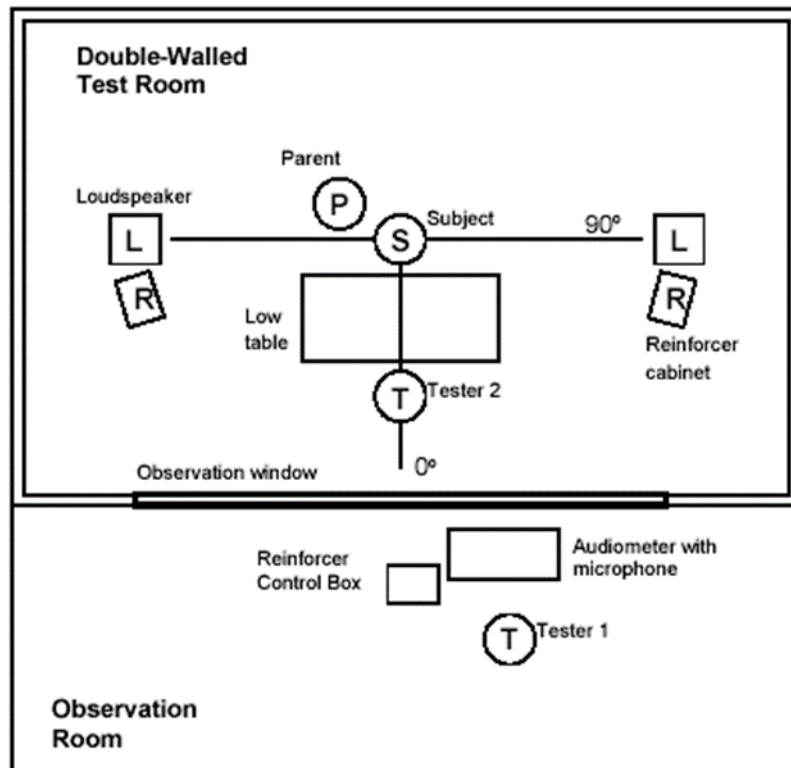 Double-Walled
Test Room
Parent
P
Loudspeaker
Subject
90º
L
S
L
R
R
Low
table
Reinforcer
cabinet
T
Tester 2
0º
Observation window
Reinforcer
Control Box
Audiometer with
microphone
T
Tester 1
Observation
Room